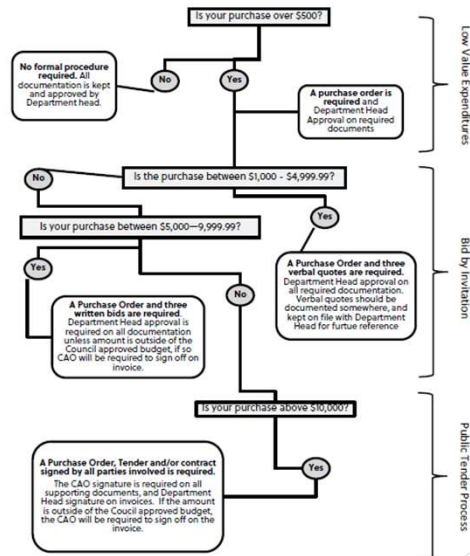 Is your purchase over $500?
No formal procedure
required. All
documentation is kept
and approved by
Department head.
No
Yes
A purchase order is
required and
Department Head
Approval on required
documents
Low Value Expenditures
No
Is the purchase between $1,000 - $4,999.99?
Yes
Is your purchase between $5,000—9,999.99?
Yes
No
A Purchase Order and three
verbal quotes are required.
Department Head approval on
all required documentation.
Verbal quotes should be
documented somewhere, and
kept on file with Department
Head for furtue reference
A Purchase Order and three
written bids are required.
Department Head approval is
required on all documentation
unless amount is outside of the
Council approved budget, if so
CAO will be required to sign off on
invoice.
Bid by Invitation
Is your purchase above $10,000?
Yes
A Purchase Order, Tender and/or contract
signed by all parties involved is required.
The CAO signature is required on all
supporting documents, and Department
Head signature on invoices. If the amount
is outside of the Coucil approved budget,
the CAO will be required to sign off on the
invoice.
Public Tender Process